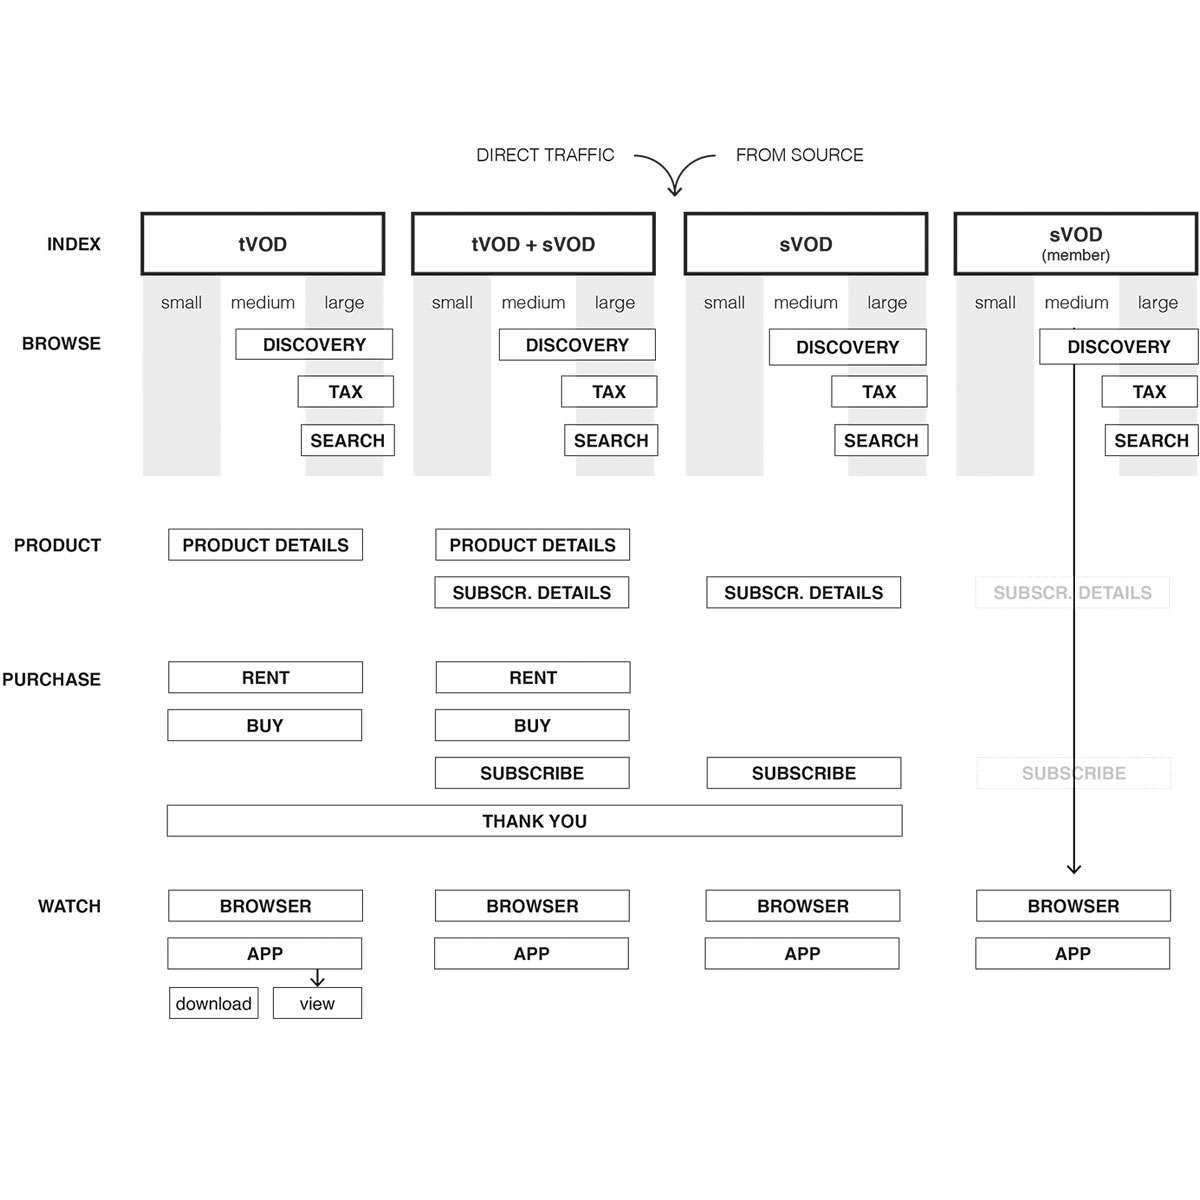 DIRECT TRAFFIC FROM SOURCE
INDEX tVOD tVOD + sVOD sVOD sVOD
(member)
small medium large small medium large small medium large small medium large
BROWSE DISCOVERY DISCOVERY DISCOVERY DISCOVERY
TAX TAX TAX TAX
SEARCH SEARCH SEARCH SEARCH
PRODUCT PRODUCT DETAILS PRODUCT DETAILS
SUBSCR. DETAILS SUBSCR. DETAILS SUBSCR. DETAILS
PURCHASE RENT RENT
BUY BUY
SUBSCRIBE SUBSCRIBE SUBSCRIBE
THANK YOU
WATCH BROWSER BROWSER BROWSER BROWSER
APP APP APP APP
download view